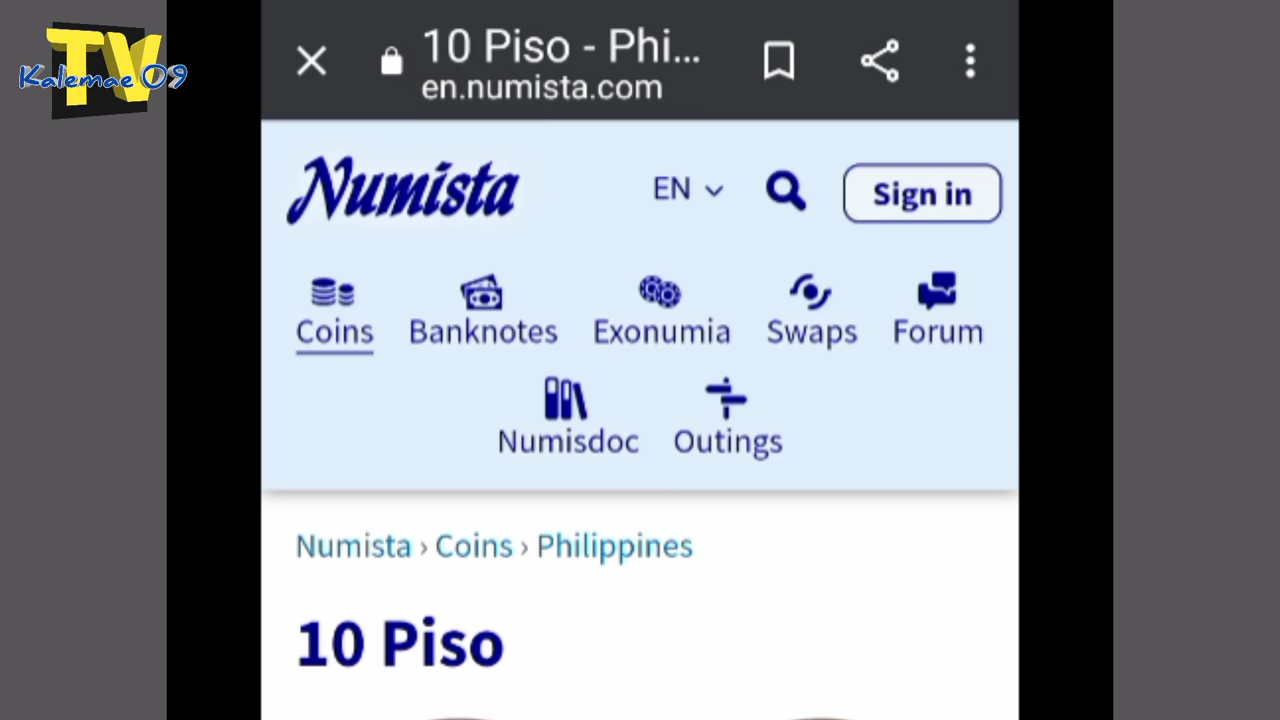 TV
Kalemae 09
10 Piso - Phi...
en.numista.com
Numista
EN
Sign in
Coins Banknotes Exonumia Swaps Forum
Numisdoc Outings
Numista › Coins › Philippines
10 Piso